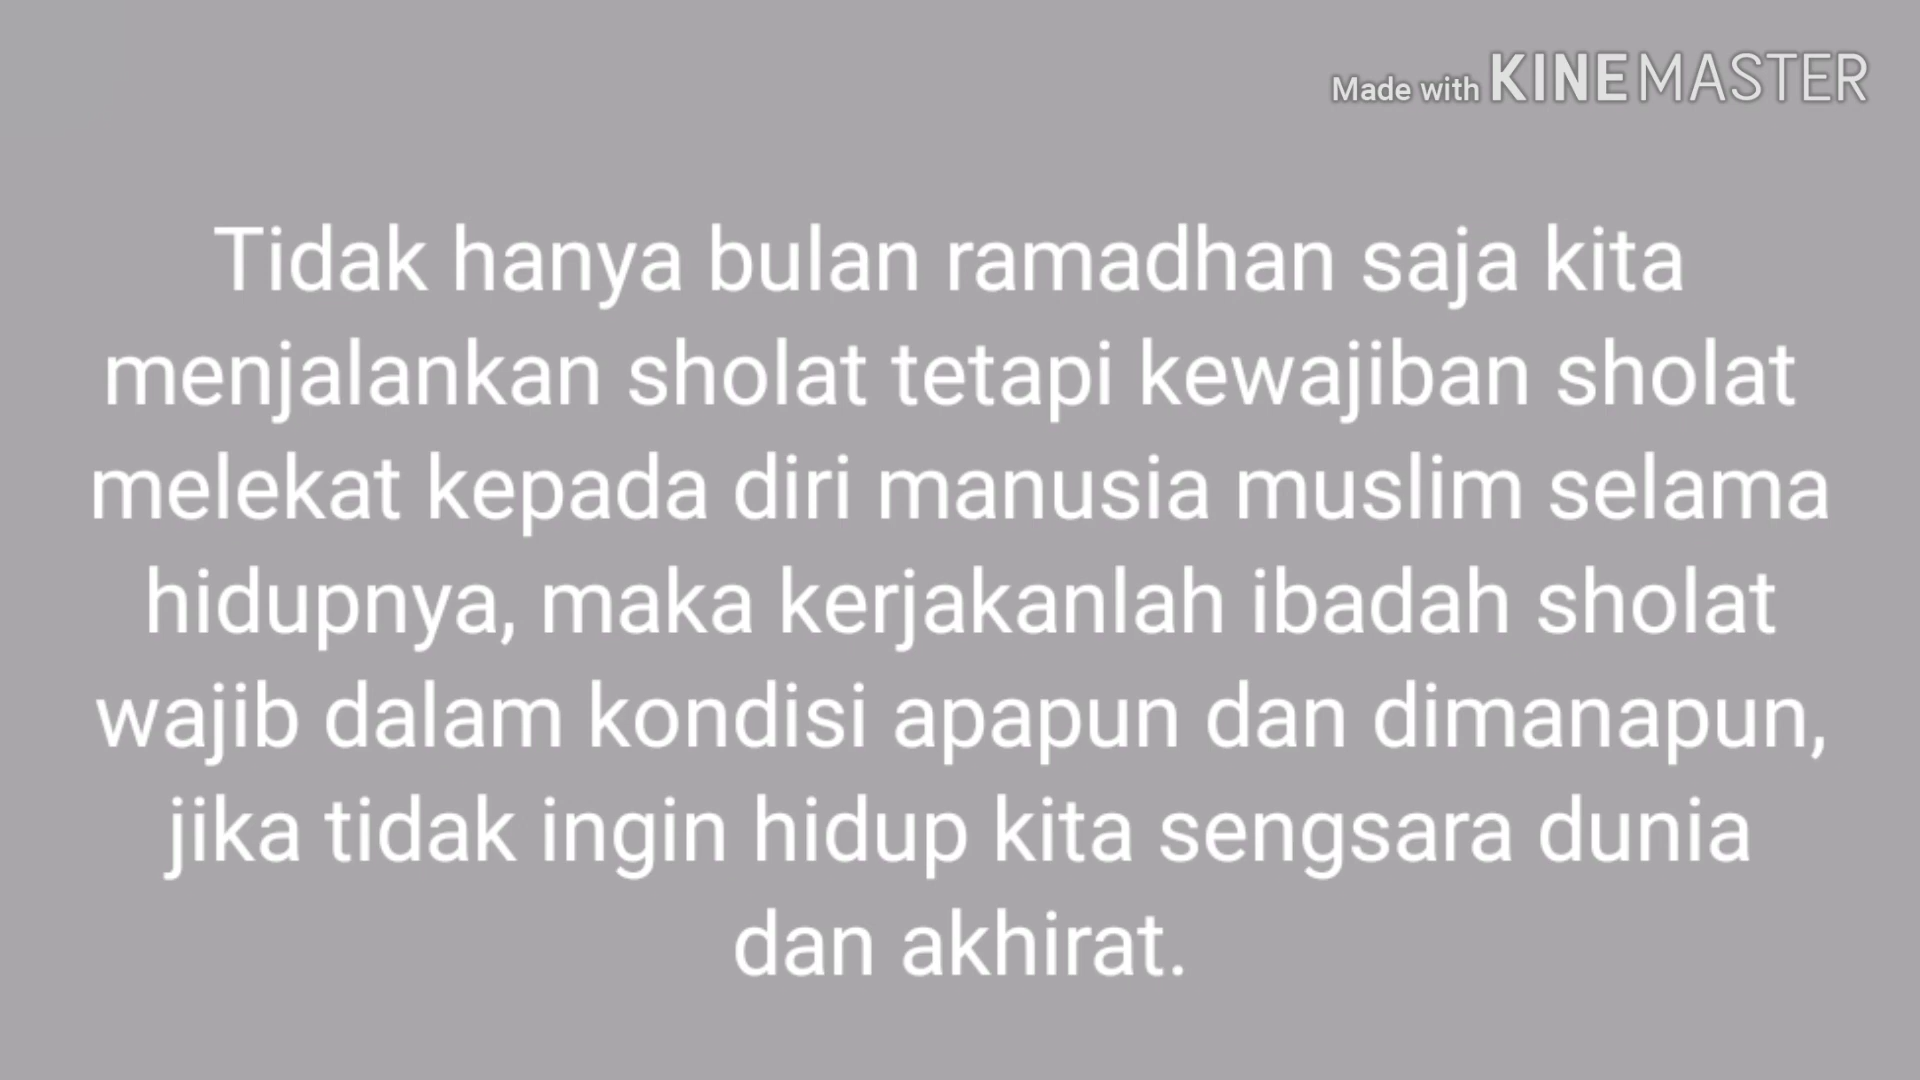 Made with KINEMASTER
Tidak hanya bulan ramadhan saja kita
menjalankan sholat tetapi kewajiban sholat
melekat kepada diri manusia muslim selama
hidupnya, maka kerjakanlah ibadah sholat
wajib dalam kondisi apapun dan dimanapun,
jika tidak ingin hidup kita sengsara dunia
dan akhirat.